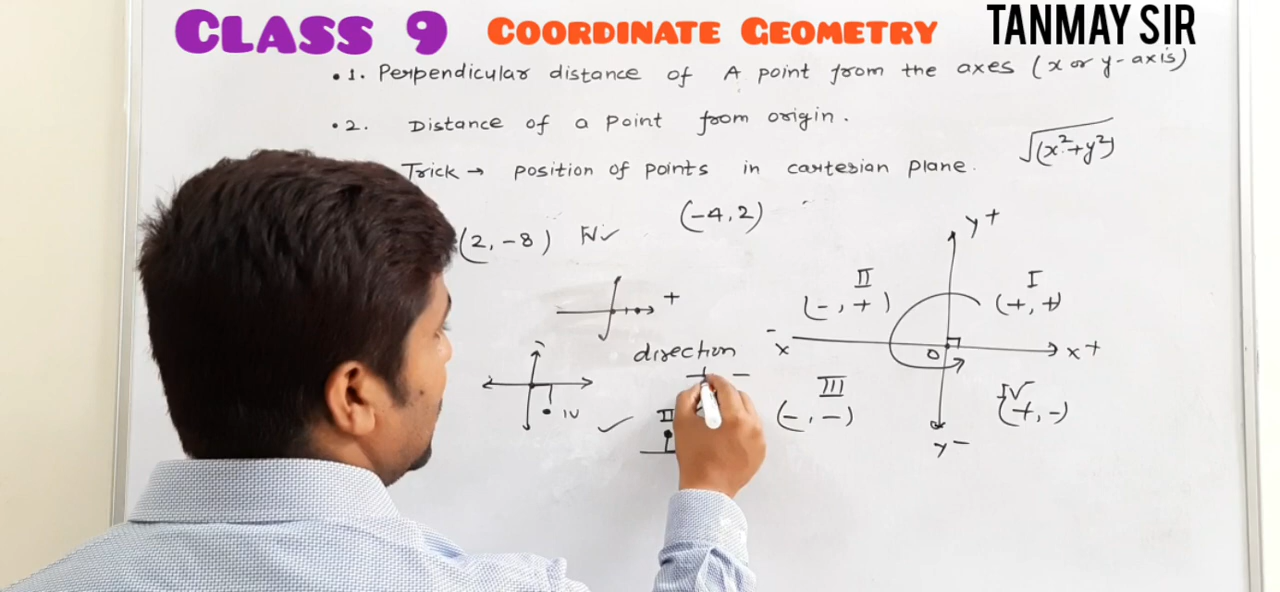 CLASS 9 COORDINATE GEOMETRY TANMAY SIR
• 1. Perpendicular distance of A point from the axes (x or y-axis)
• 2. Distance of a point from origin.
√(x²+y²)
Trick → position of points in cartesian plane.
(-4, 2)
(2, -8) IV ✓
y+
II
I
(-, +)
(+, +)
+
direction
-x
O
x+
+ -
III
IV
(-, -)
(+, -)
IV ✓
II
y-